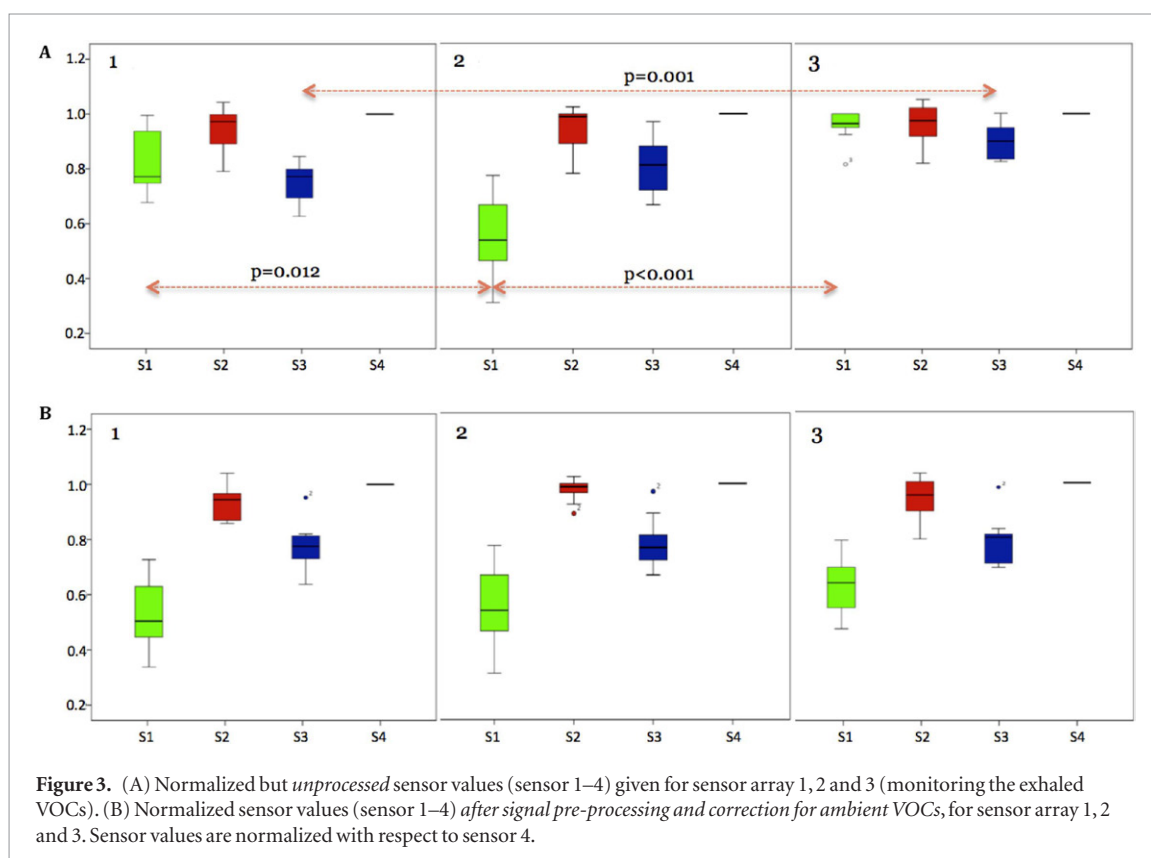 A
1
2
3
1.2
1.0
0.8
0.6
0.4
0.2
p=0.001
p=0.012
p<0.001
3
S1
S2
S3
S4
S1
S2
S3
S4
S1
S2
S3
S4
B
1
2
3
1.2
1.0
0.8
0.6
0.4
0.2
2
2
2
S1
S2
S3
S4
S1
S2
S3
S4
S1
S2
S3
S4
Figure 3. (A) Normalized but unprocessed sensor values (sensor 1–4) given for sensor array 1, 2 and 3 (monitoring the exhaled
VOCs). (B) Normalized sensor values (sensor 1–4) after signal pre-processing and correction for ambient VOCs, for sensor array 1, 2
and 3. Sensor values are normalized with respect to sensor 4.